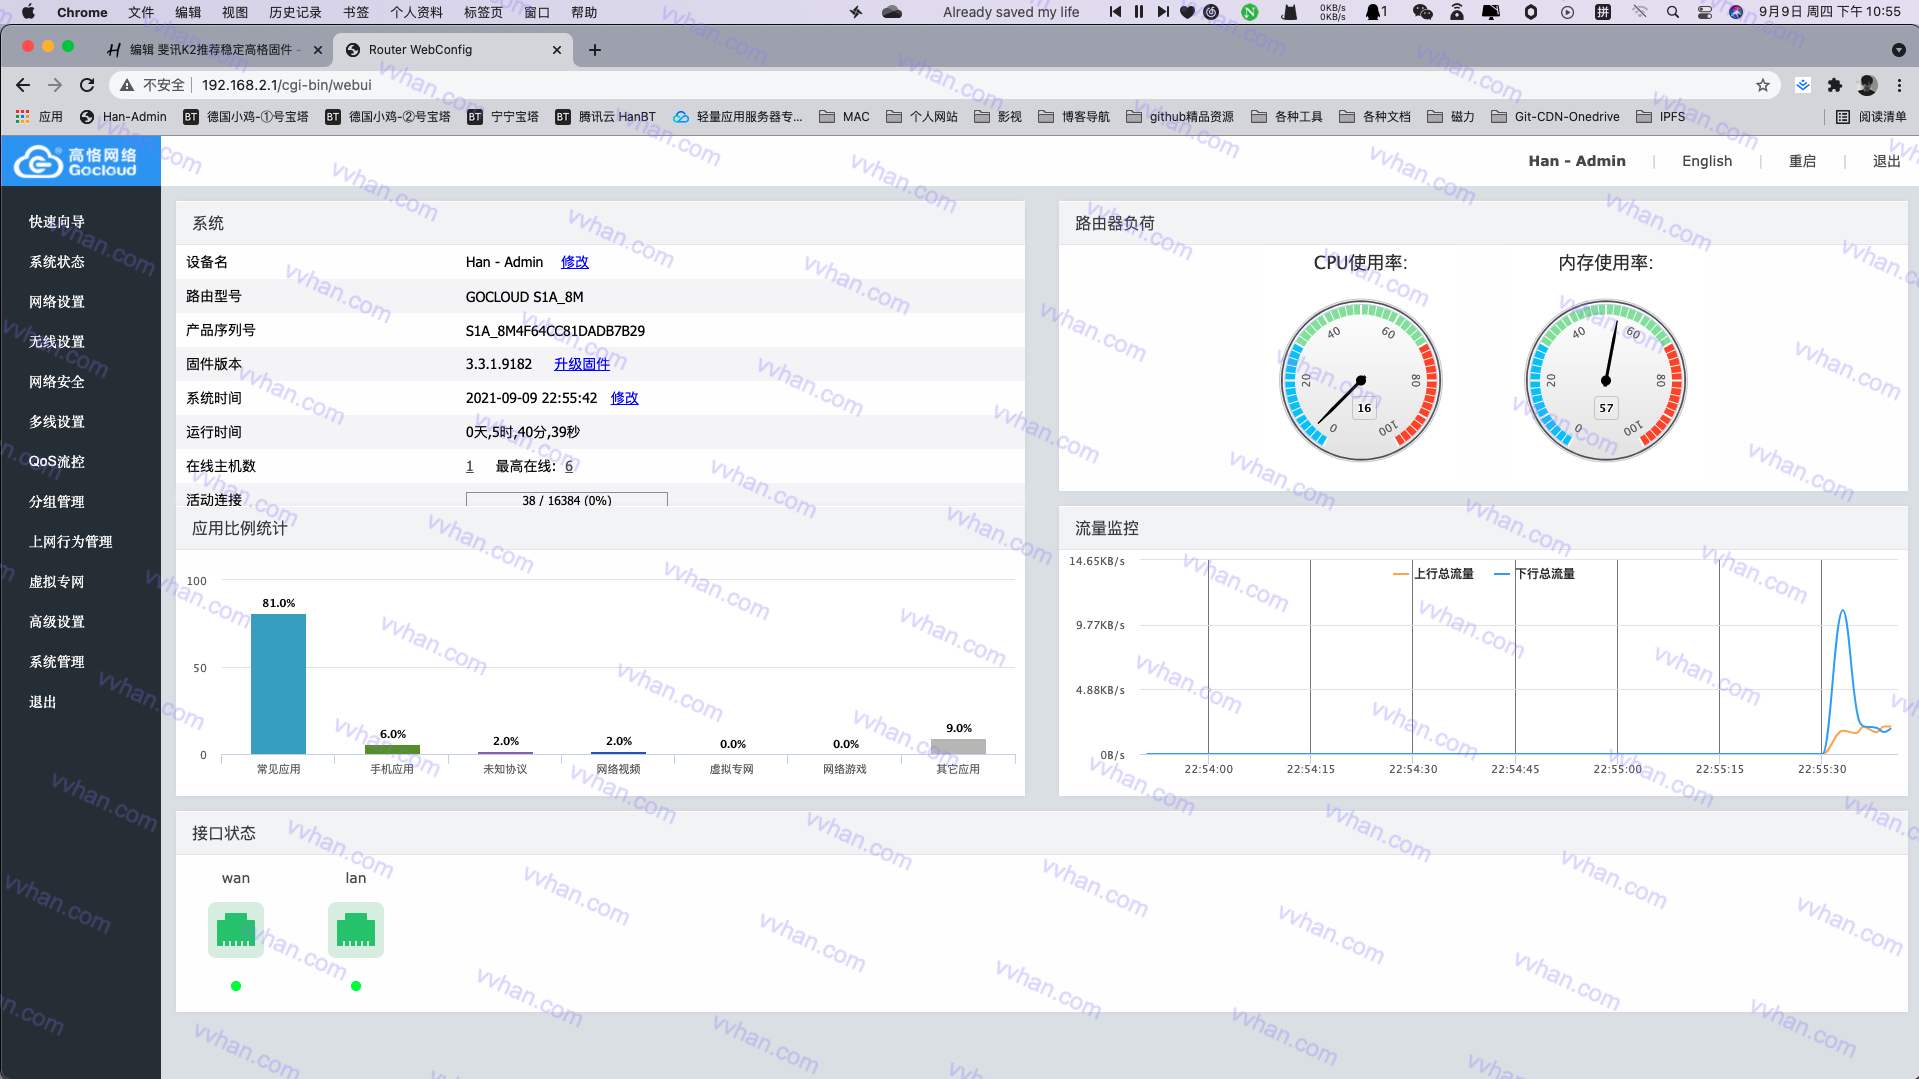 Chrome 文件 编辑 视图 历史记录 书签 个人资料 标签页 窗口 帮助 Already saved my life 0KB/s 0KB/s 1 拼 9月9日 周四 下午 10:55
编辑 斐讯K2推荐稳定高格固件 - Router WebConfig
不安全 192.168.2.1/cgi-bin/webui
应用 Han-Admin BT 德国小鸡-①号宝塔 BT 德国小鸡-②号宝塔 BT 宁宁宝塔 BT 腾讯云 HanBT 轻量应用服务器专... MAC 个人网站 影视 博客导航 github精品资源 各种工具 各种文档 磁力 Git-CDN-Onedrive IPFS 阅读清单
高恪网络
Gocloud
Han - Admin English 重启 退出
快速向导
系统状态
网络设置
无线设置
网络安全
多线设置
QoS流控
分组管理
上网行为管理
虚拟专网
高级设置
系统管理
退出
系统
设备名 Han - Admin 修改
路由型号 GOCLOUD S1A_8M
产品序列号 S1A_8M4F64CC81DADB7B29
固件版本 3.3.1.9182 升级固件
系统时间 2021-09-09 22:55:42 修改
运行时间 0天,5时,40分,39秒
在线主机数 1 最高在线: 6
活动连接 38 / 16384 (0%)
路由器负荷
CPU使用率: 内存使用率:
0 20 40 60 80 100 16
0 20 40 60 80 100 57
应用比例统计
100
50
0
81.0% 6.0% 2.0% 2.0% 0.0% 0.0% 9.0%
常见应用 手机应用 未知协议 网络视频 虚拟专网 网络游戏 其它应用
流量监控
上行总流量 下行总流量
14.65KB/s
9.77KB/s
4.88KB/s
0B/s
22:54:00 22:54:15 22:54:30 22:54:45 22:55:00 22:55:15 22:55:30
接口状态
wan lan
vvhan.com